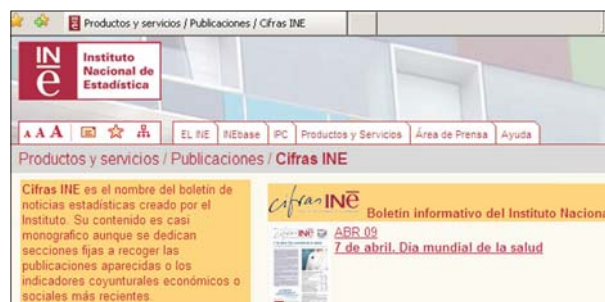 Productos y servicios / Publicaciones / Cifras INE
INe
Instituto
Nacional de
Estadística
A A A
EL INE INEbase IPC Productos y Servicios Área de Prensa Ayuda
Productos y servicios / Publicaciones / Cifras INE
Cifras INE es el nombre del boletín de
noticias estadísticas creado por el
Instituto. Su contenido es casi
monografico aunque se dedican
secciones fijas a recoger las
publicaciones aparecidas o los
indicadores coyunturales económicos o
sociales más recientes.
cifras INe Boletín informativo del Instituto Naciona
ABR 09
7 de abril. Dia mundial de la salud